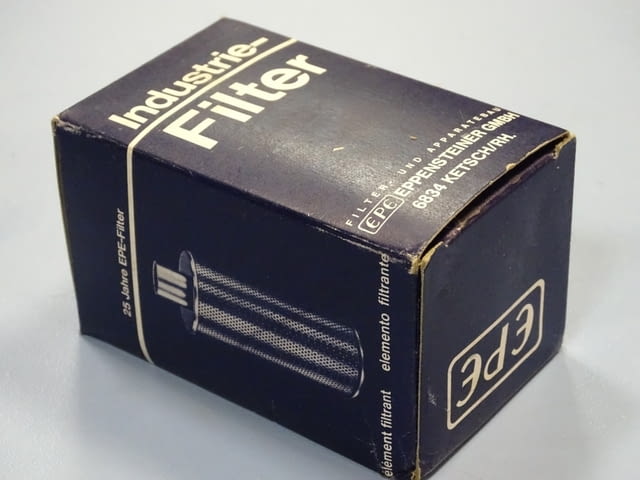 Industrie-
Filter
FILTER- UND APPARATEBAU
EPE EPPENSTEINER GMBH
6834 KETSCH/RH.
25 Jahre EPE-Filter
elemento filtrante
élément filtrant
EPE